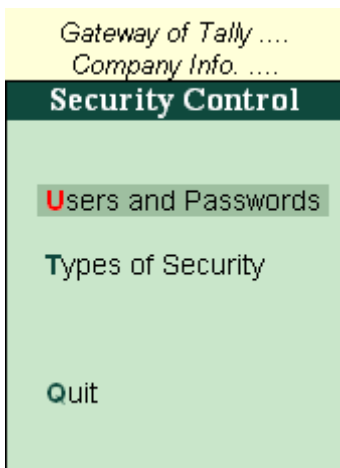 Gateway of Tally ....
Company Info. ....
Security Control
Users and Passwords
Types of Security
Quit